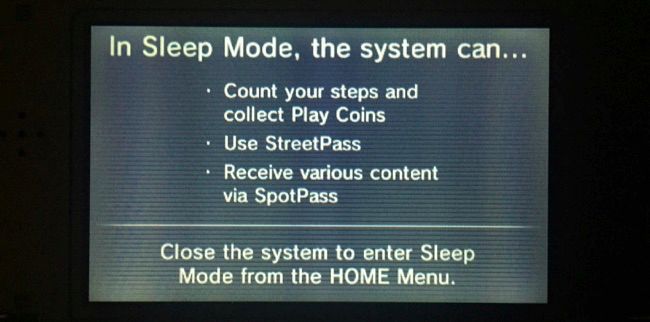 In Sleep Mode, the system can...
· Count your steps and
collect Play Coins
· Use StreetPass
· Receive various content
via SpotPass
Close the system to enter Sleep
Mode from the HOME Menu.